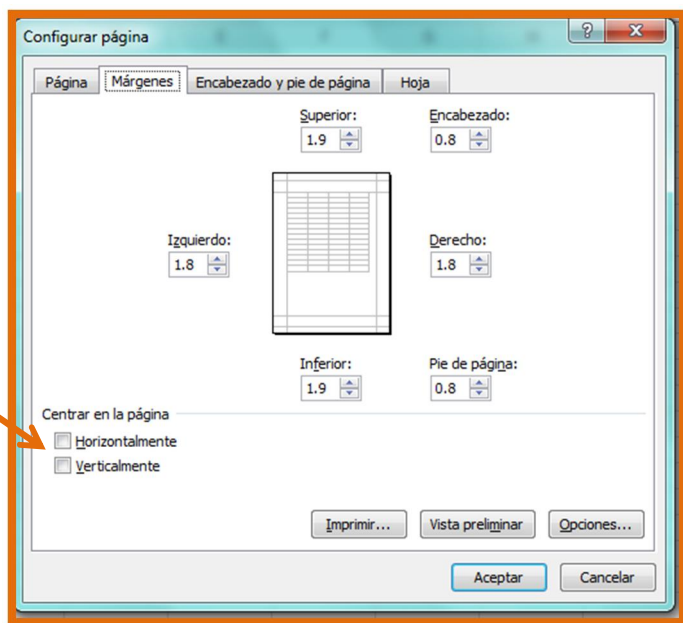 Configurar página
Página Márgenes Encabezado y pie de página Hoja
Superior: Encabezado:
1.9 0.8
Izquierdo: Derecho:
1.8 1.8
Inferior: Pie de página:
1.9 0.8
Centrar en la página
Horizontalmente
Verticalmente
Imprimir... Vista preliminar Opciones...
Aceptar Cancelar